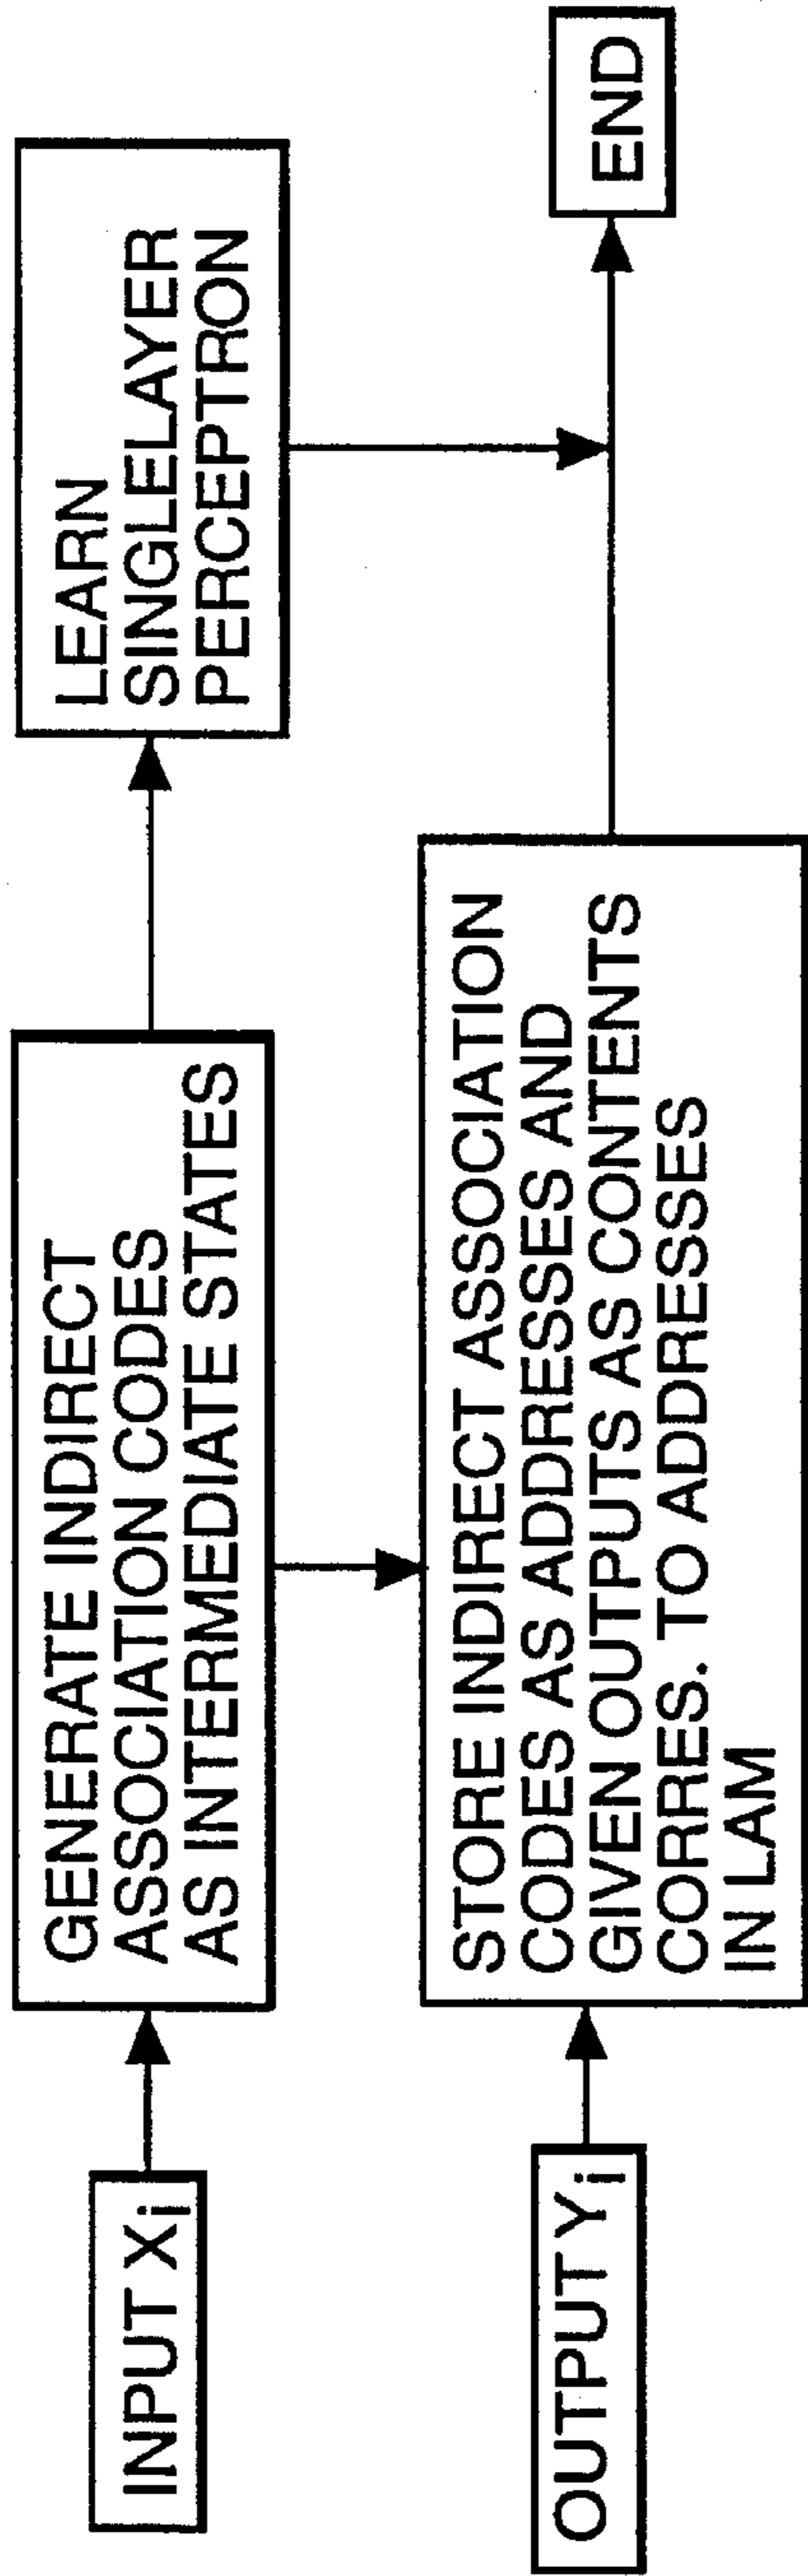 INPUT Xi
GENERATE INDIRECT
ASSOCIATION CODES
AS INTERMEDIATE STATES
LEARN
SINGLELAYER
PERCEPTRON
OUTPUT Yi
STORE INDIRECT ASSOCIATION
CODES AS ADDRESSES AND
GIVEN OUTPUTS AS CONTENTS
CORRES. TO ADDRESSES
IN LAM
END